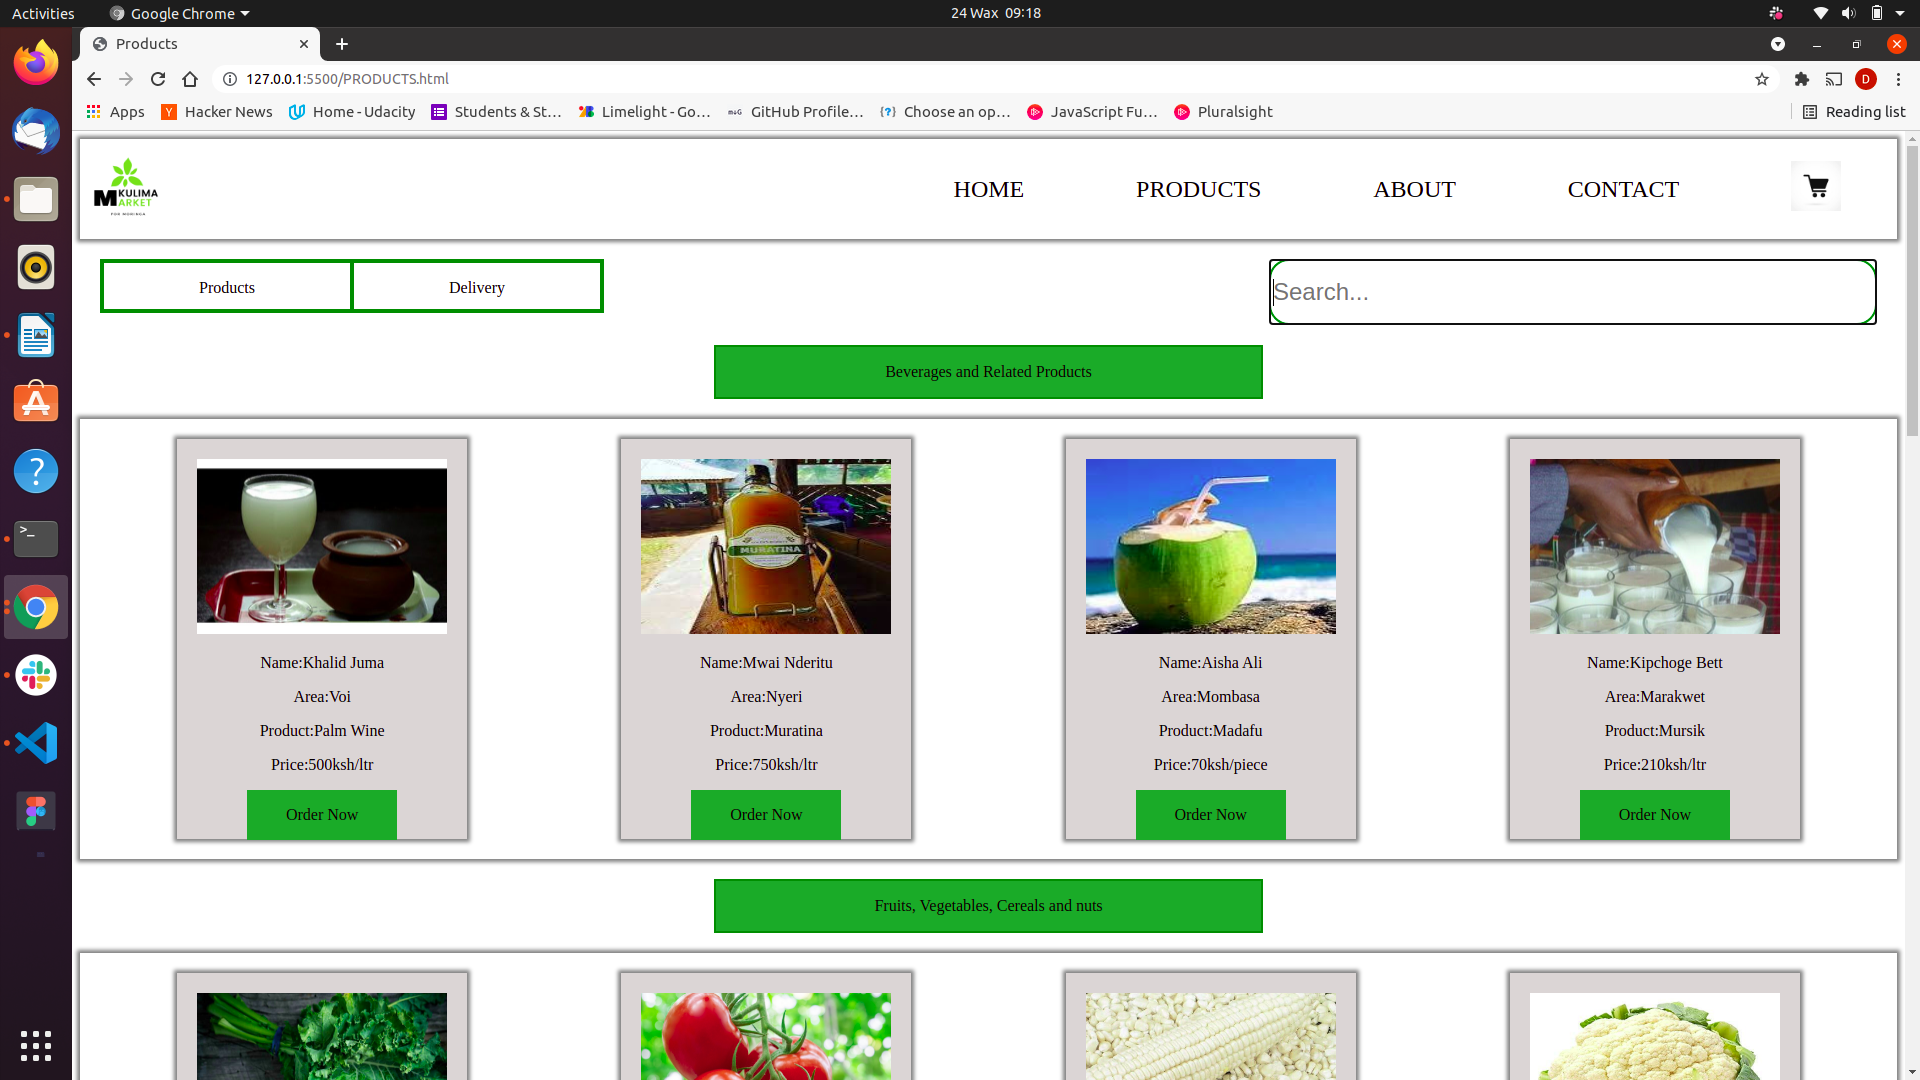 Activities
Google Chrome
24 Wax 09:18
Products
127.0.0.1:5500/PRODUCTS.html
D
Apps
Hacker News
Home - Udacity
Students & St...
Limelight - Go...
GitHub Profile...
Choose an op...
JavaScript Fu...
Pluralsight
Reading list
MKULIMA
MARKET
FOR MORINGA
HOME
PRODUCTS
ABOUT
CONTACT
Products
Delivery
Search...
Beverages and Related Products
MURATINA
Name:Khalid Juma
Area:Voi
Product:Palm Wine
Price:500ksh/ltr
Order Now
Name:Mwai Nderitu
Area:Nyeri
Product:Muratina
Price:750ksh/ltr
Order Now
Name:Aisha Ali
Area:Mombasa
Product:Madafu
Price:70ksh/piece
Order Now
Name:Kipchoge Bett
Area:Marakwet
Product:Mursik
Price:210ksh/ltr
Order Now
Fruits, Vegetables, Cereals and nuts